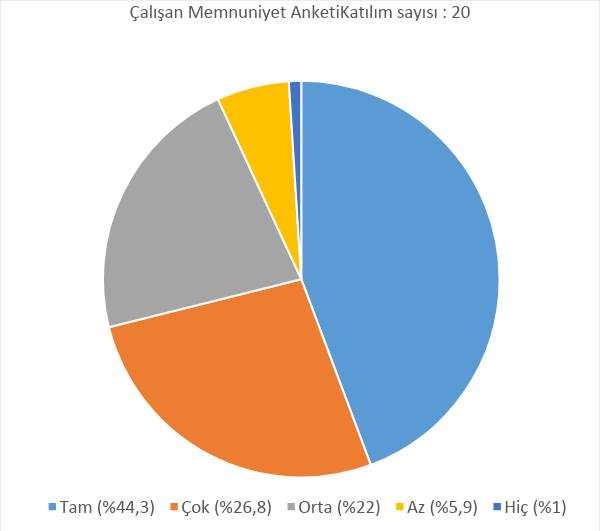 Çalışan Memnuniyet AnketiKatılım sayısı : 20
Tam (%44,3) Çok (%26,8) Orta (%22) Az (%5,9) Hiç (%1)